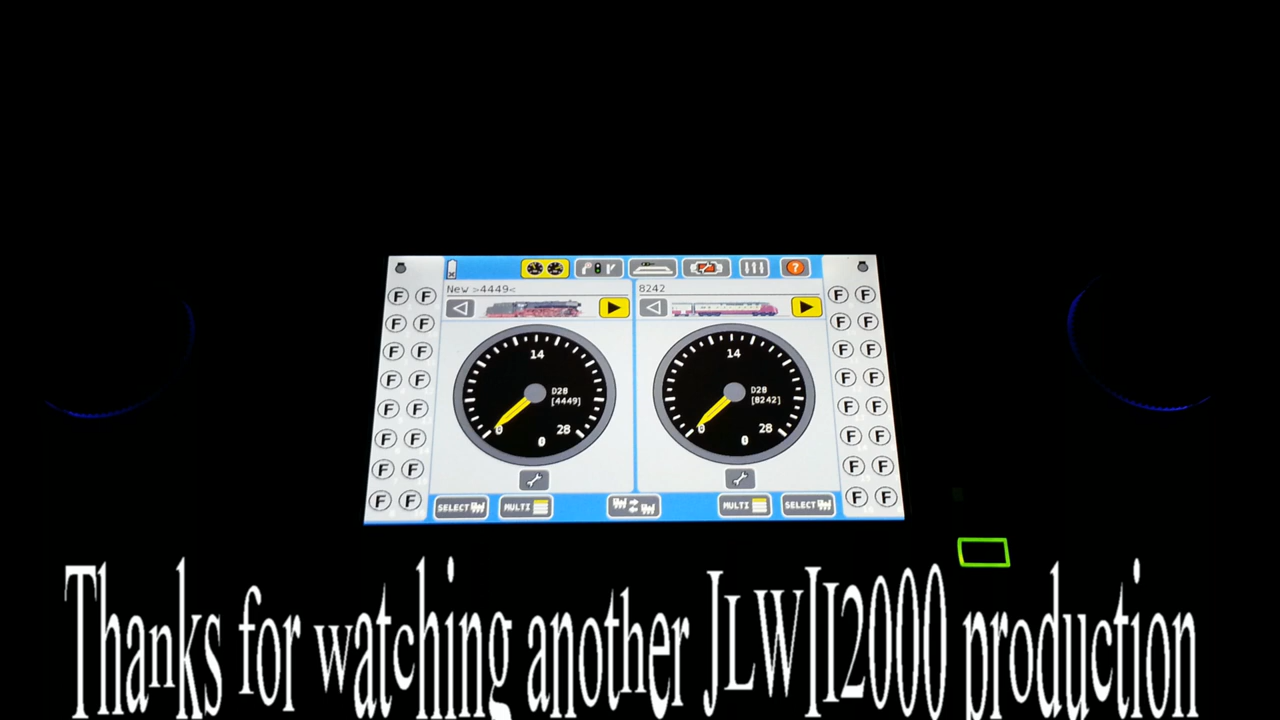 ?
New >4449<
8242
F F
F F
F F
F F
F F
F F
F F
F F
14
D28
[4449]
0
28
0
14
D28
[8242]
0
28
0
F F
F F
F F
F F
F F
F F
F F
F F
SELECT MULTI MULTI SELECT
Thanks for watching another JLWII2000 production